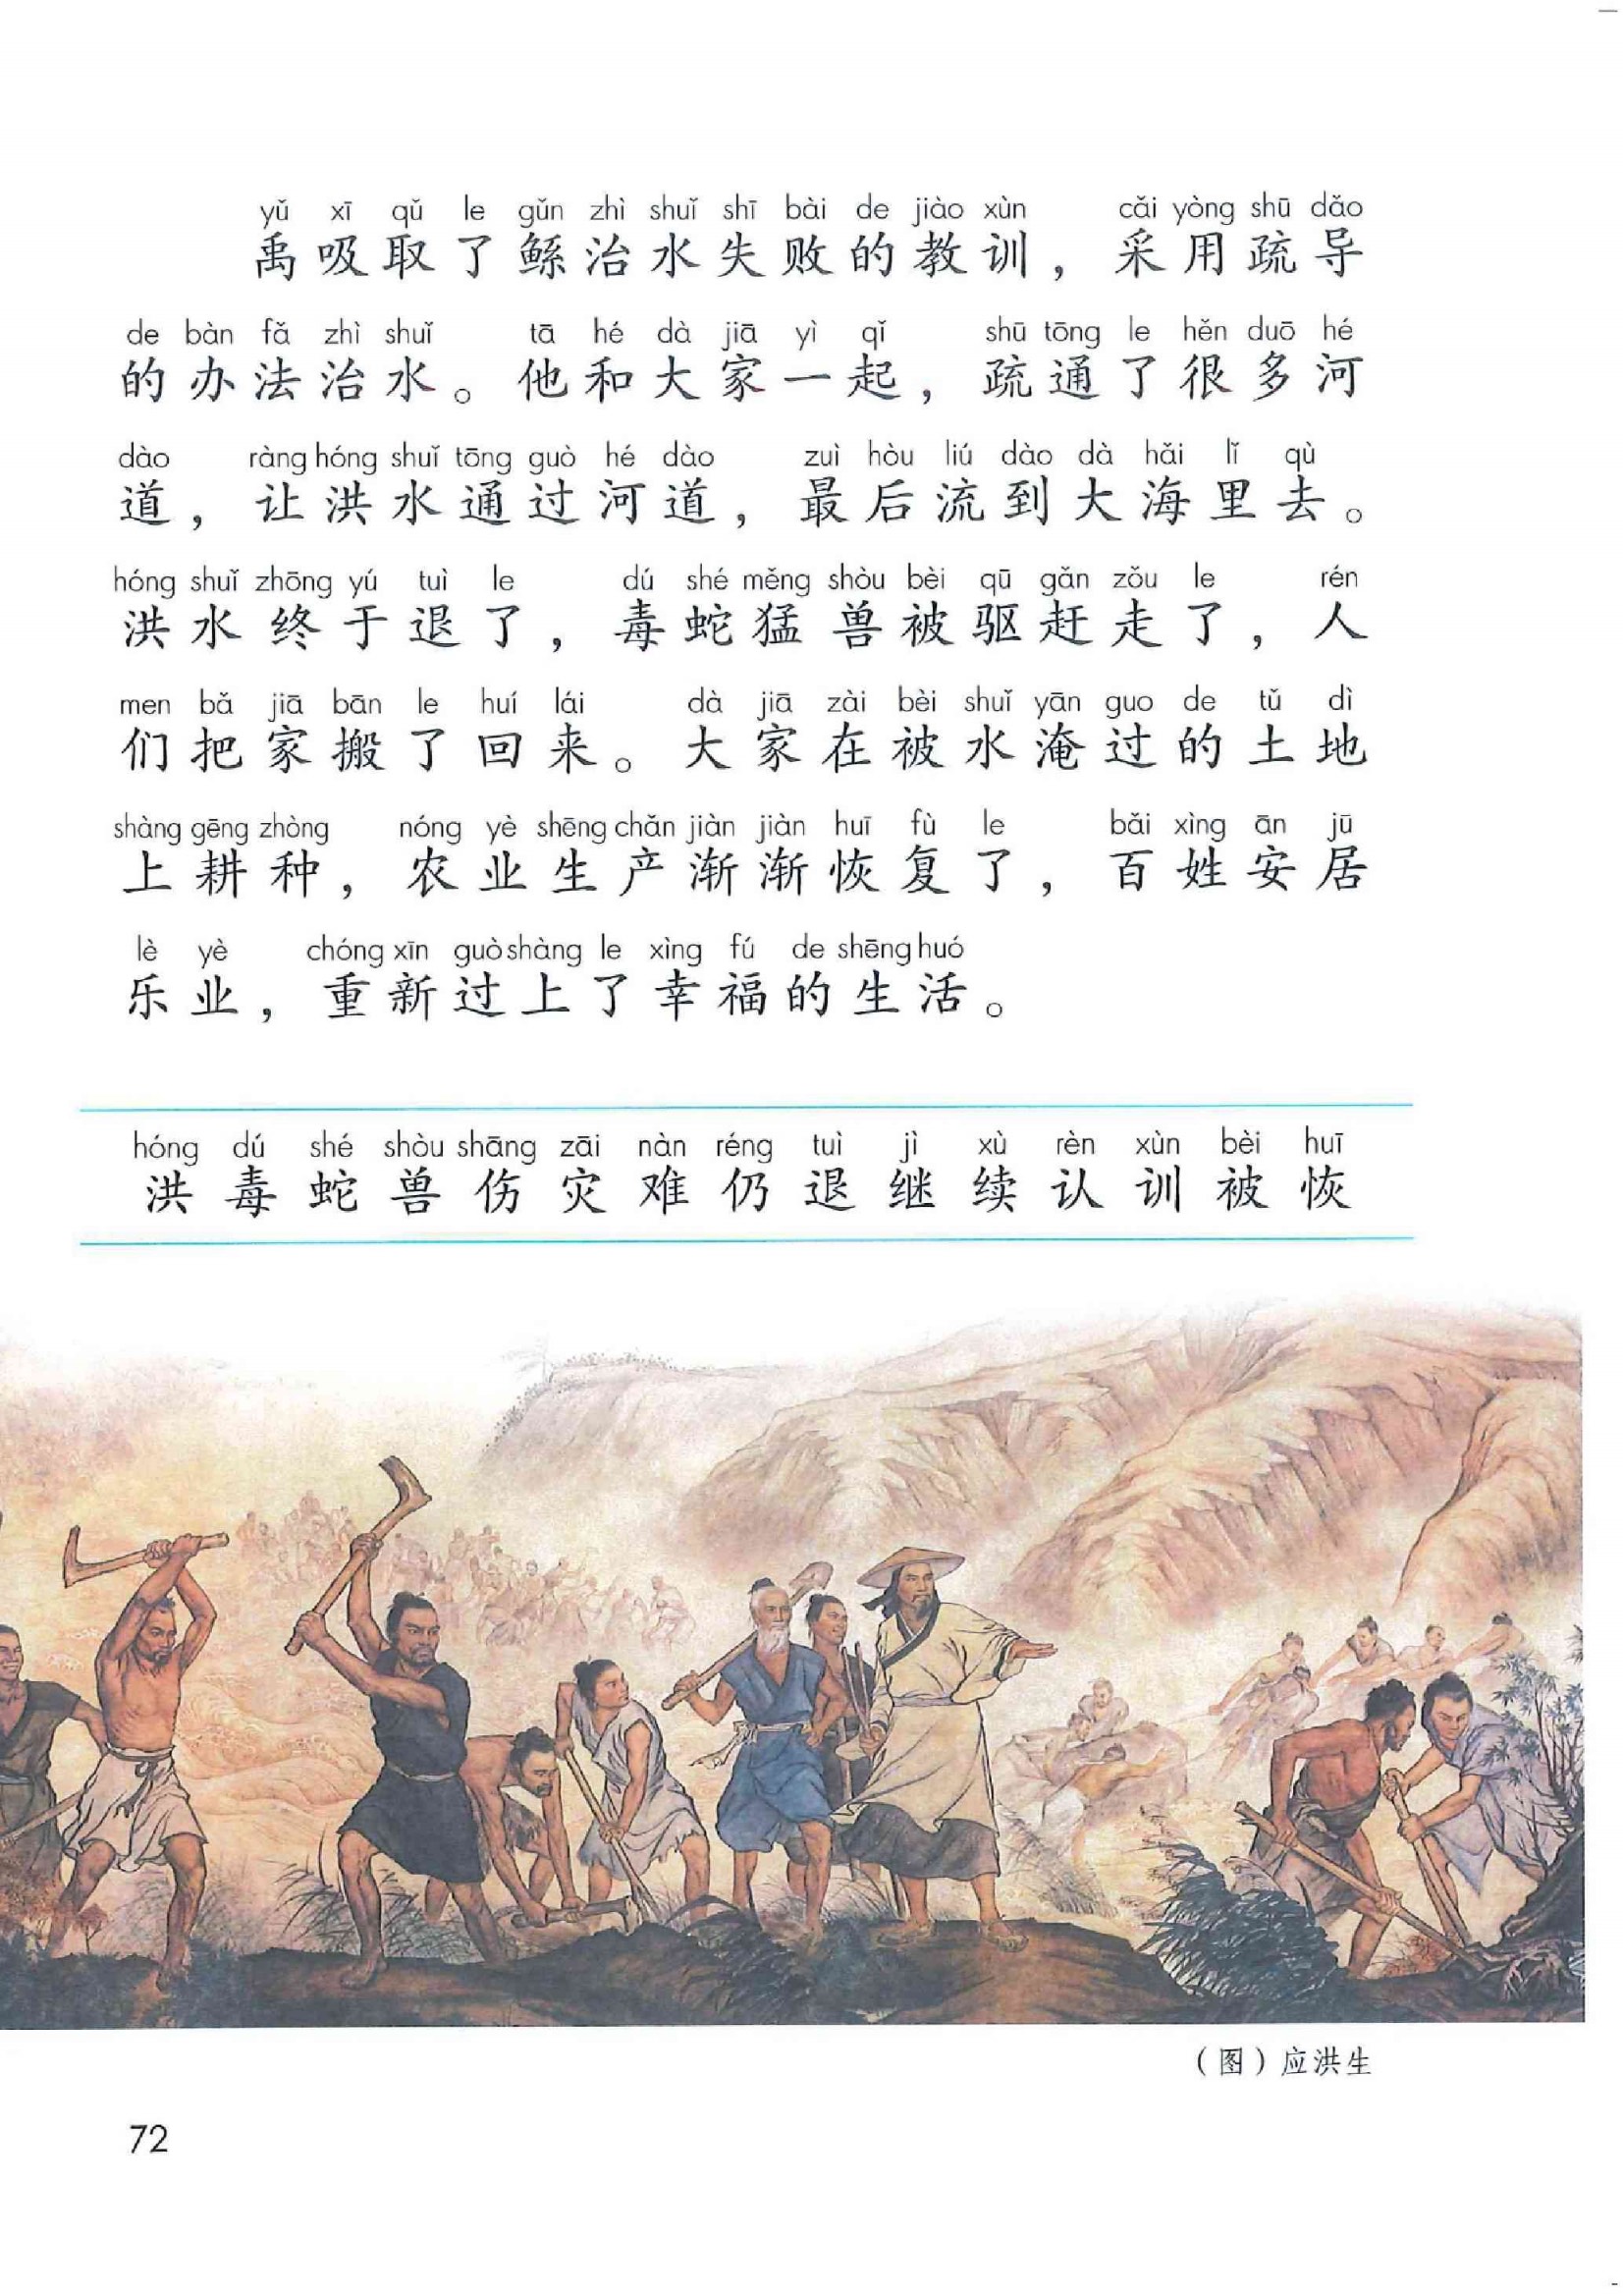 yǔ xī qǔ le gǔn zhì shuǐ shī bài de jiào xùn cǎi yòng shū dǎo
禹吸取了鲧治水失败的教训，采用疏导
de bàn fǎ zhì shuǐ tā hé dà jiā yì qǐ shū tōng le hěn duō hé
的办法治水。他和大家一起，疏通了很多河
dào ràng hóng shuǐ tōng guò hé dào zuì hòu liú dào dà hǎi lǐ qù
道，让洪水通过河道，最后流到大海里去。
hóng shuǐ zhōng yú tuì le dú shé měng shòu bèi qū gǎn zǒu le rén
洪水终于退了，毒蛇猛兽被驱赶走了，人
men bǎ jiā bān le huí lái dà jiā zài bèi shuǐ yān guo de tǔ dì
们把家搬了回来。大家在被水淹过的土地
shàng gēng zhòng nóng yè shēng chǎn jiàn jiàn huī fù le bǎi xìng ān jū
上耕种，农业生产渐渐恢复了，百姓安居
lè yè chóng xīn guò shàng le xìng fú de shēng huó
乐业，重新过上了幸福的生活。
hóng dú shé shòu shāng zāi nàn réng tuì jì xù rèn xùn bèi huī
洪毒蛇兽伤灾难仍退继续认训被恢
（图）应洪生
72